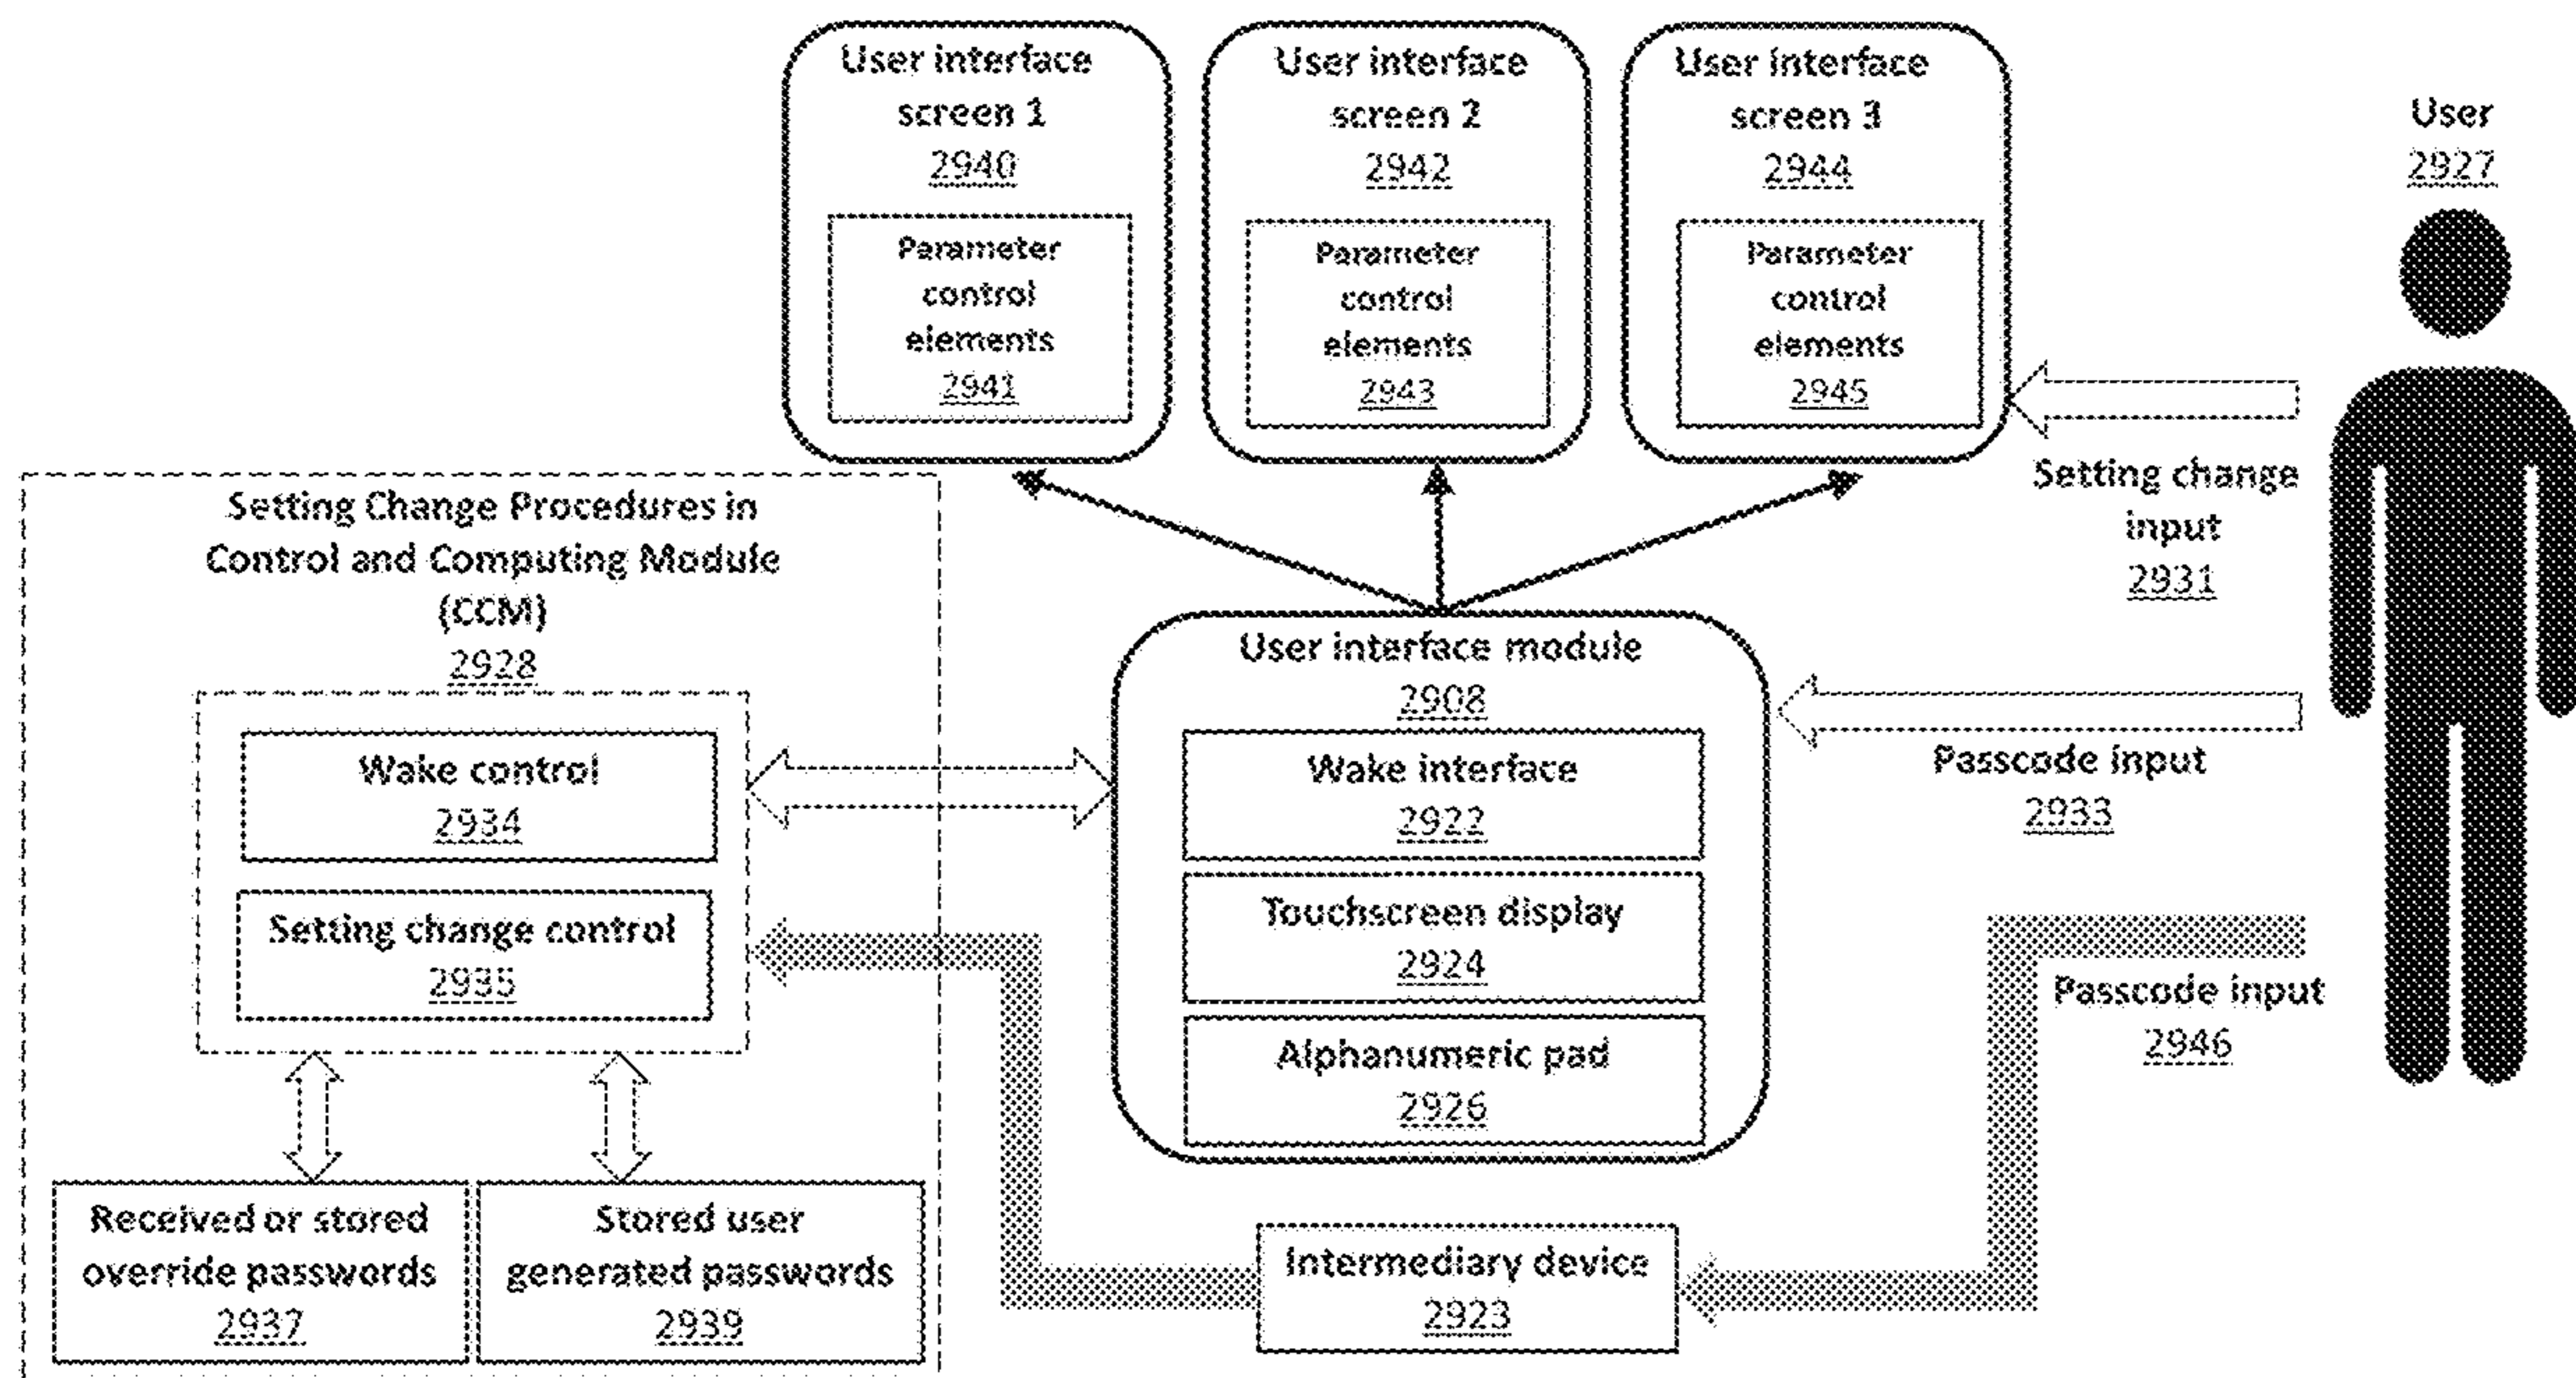 User interface
screen 1
2940
Parameter
control
elements
2941
User interface
screen 2
2942
Parameter
control
elements
2943
User interface
screen 3
2944
Parameter
control
elements
2945
User
2927
Setting change
input
2931
Setting Change Procedures in
Control and Computing Module
(CCM)
2928
Wake control
2934
Setting change control
2935
Received or stored
override passwords
2937
Stored user
generated passwords
2939
User interface module
2908
Wake interface
2922
Touchscreen display
2924
Alphanumeric pad
2926
Passcode input
2933
Passcode input
2946
Intermediary device
2923